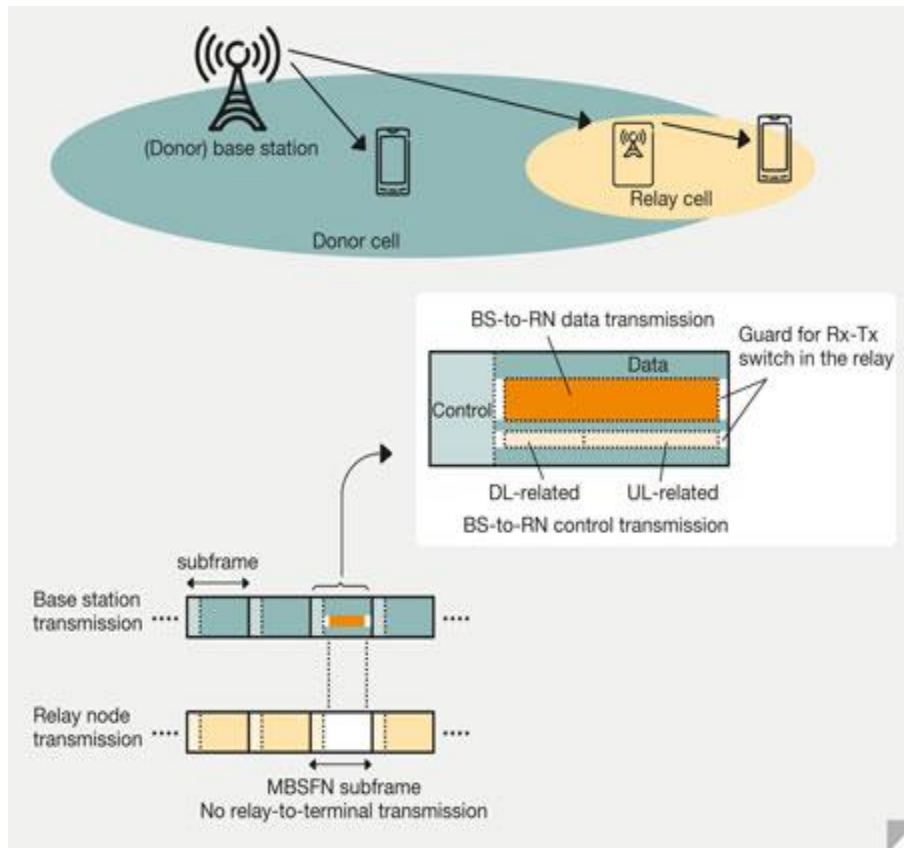 (Donor) base station
Relay cell
Donor cell
BS-to-RN data transmission
Guard for Rx-Tx
switch in the relay
Data
Control
DL-related
UL-related
BS-to-RN control transmission
subframe
Base station
transmission
....
....
Relay node
transmission
....
....
MBSFN subframe
No relay-to-terminal transmission